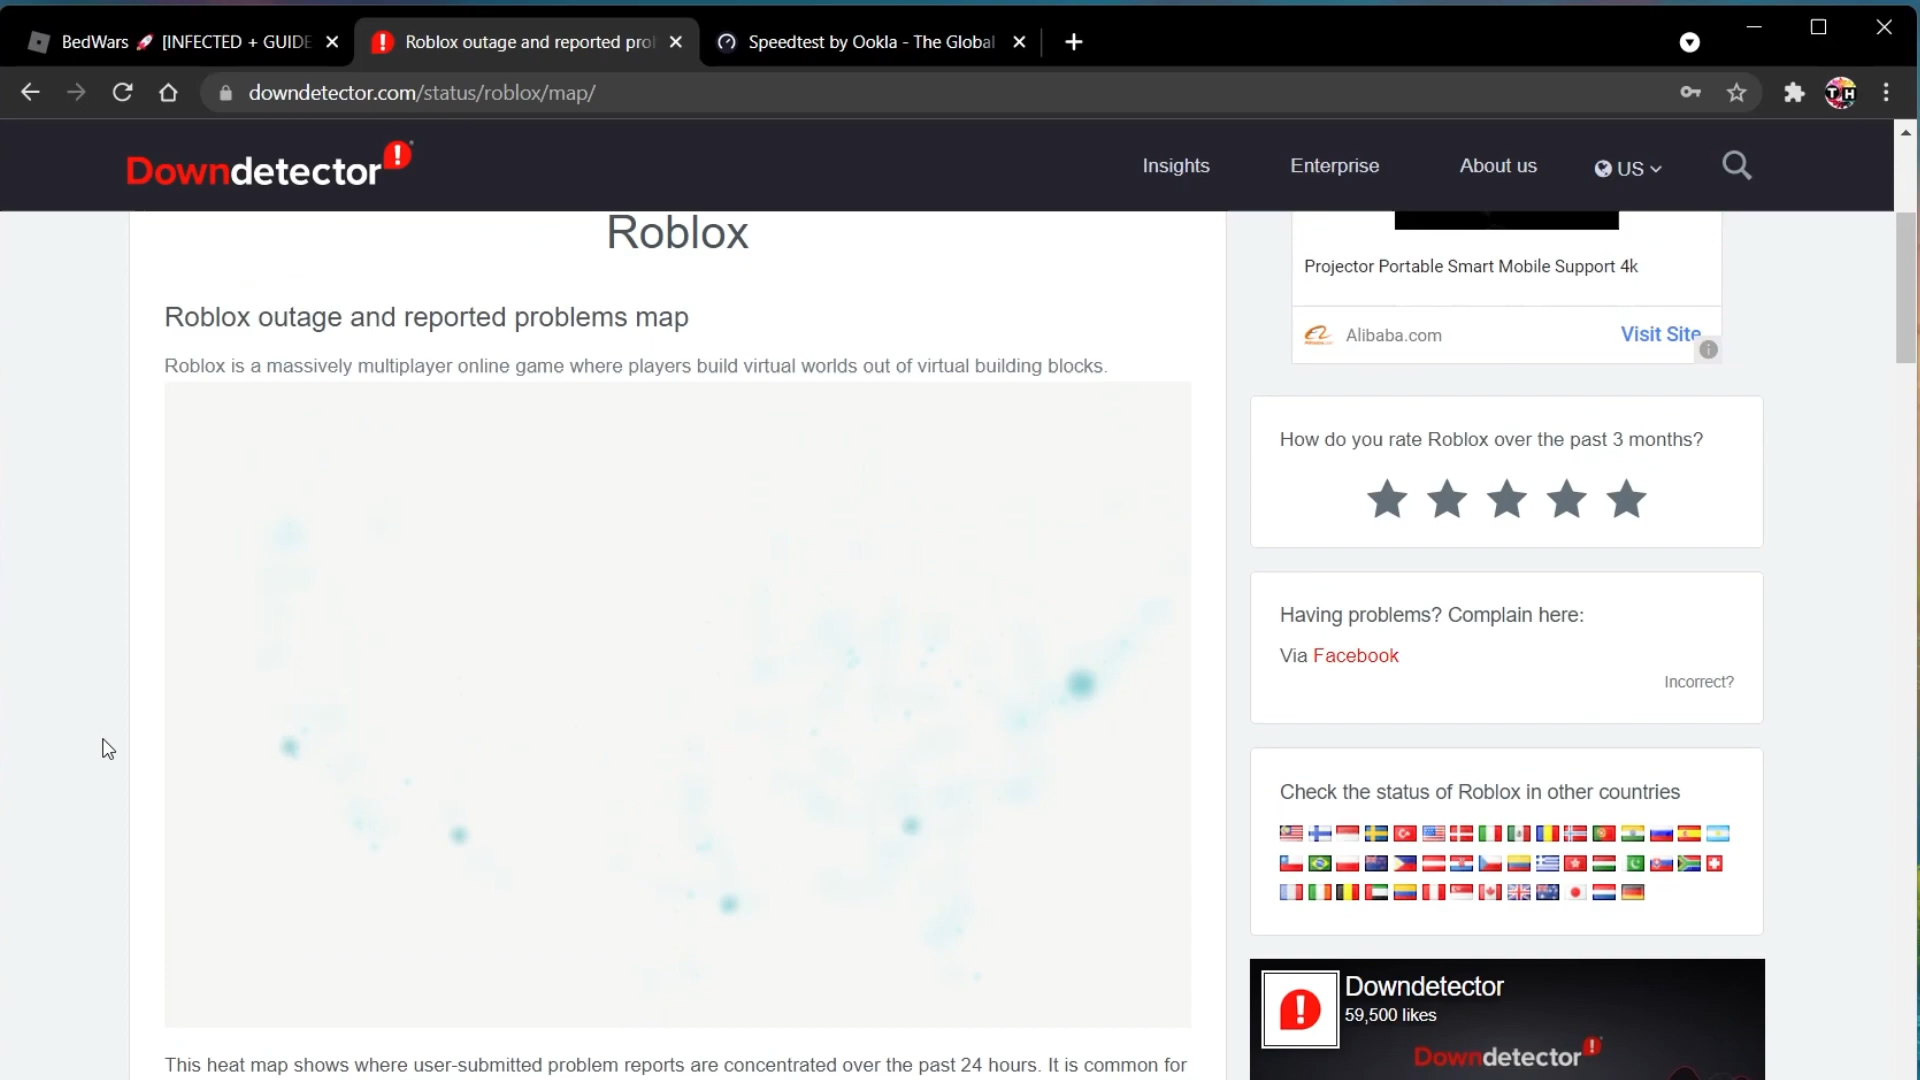 BedWars 🚀 [INFECTED + GUIDE
Roblox outage and reported pro
Speedtest by Ookla - The Global
downdetector.com/status/roblox/map/
TH
Downdetector
Insights
Enterprise
About us
US
Roblox
Roblox outage and reported problems map
Roblox is a massively multiplayer online game where players build virtual worlds out of virtual building blocks.
This heat map shows where user-submitted problem reports are concentrated over the past 24 hours. It is common for
Projector Portable Smart Mobile Support 4k
Alibaba.com
Visit Site
How do you rate Roblox over the past 3 months?
Having problems? Complain here:
Via Facebook
Incorrect?
Check the status of Roblox in other countries
Downdetector
59,500 likes
Downdetector